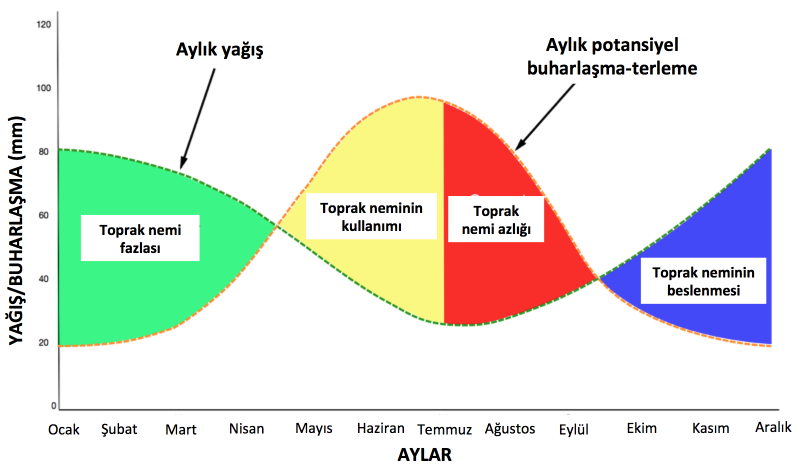 120
Aylık yağış
Aylık potansiyel
buharlaşma-terleme
100
80
60
40
20
0
YAĞIŞ/BUHARLAŞMA (mm)
Toprak nemi
fazlası
Toprak neminin
kullanımı
Toprak
nemi azlığı
Toprak neminin
beslenmesi
Ocak Şubat Mart Nisan Mayıs Haziran Temmuz Ağustos Eylül Ekim Kasım Aralık
AYLAR